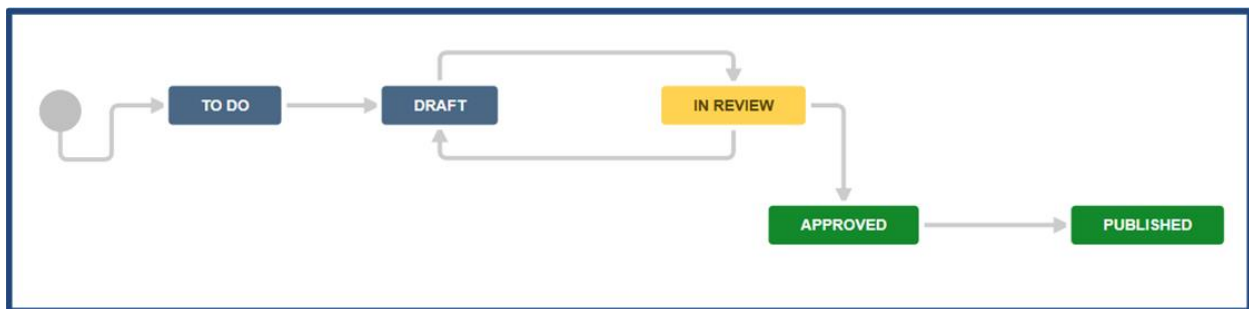 TO DO
DRAFT
IN REVIEW
APPROVED
PUBLISHED